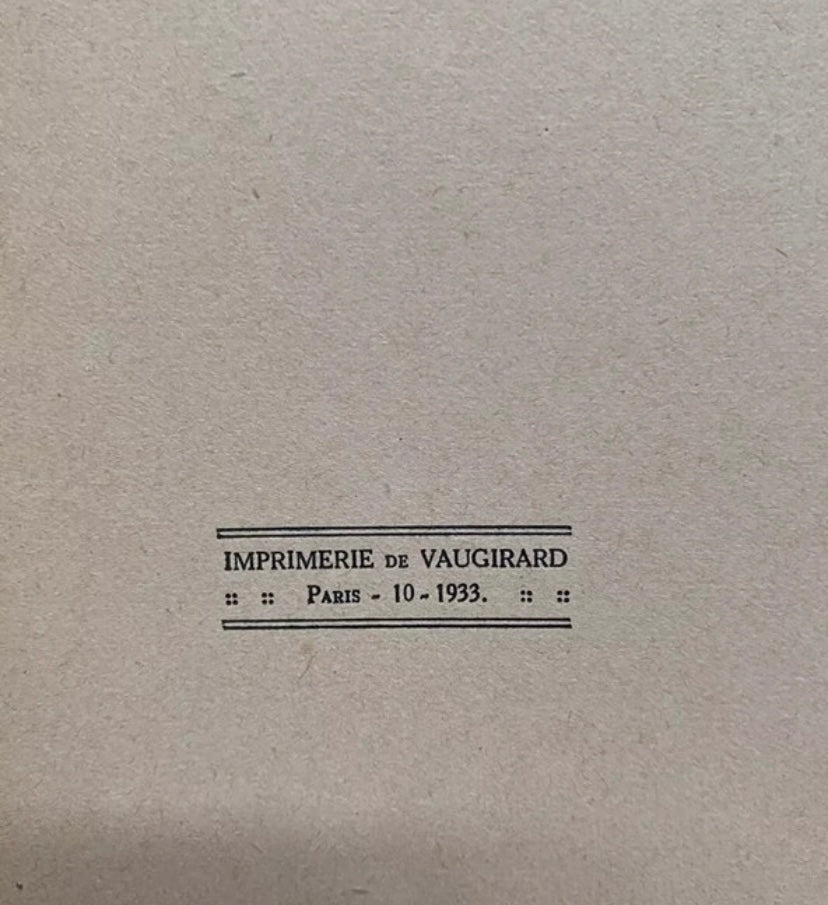 IMPRIMERIE DE VAUGIRARD
:: :: PARIS - 10 - 1933. :: ::